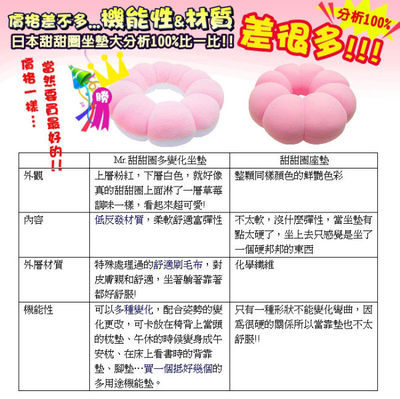 價格差不多...機能性&材質
日本甜甜圈坐墊大分析100%比一比!!
差很多!!!
分析100%
價格一樣...
當然要買最好的!!
勝
Mr.甜甜圈多變化坐墊
甜甜圈座墊
外觀
上層粉紅，下層白色，就好像
真的甜甜圈上面淋了一層草莓
調味一樣，看起來超可愛!
整顆同樣顏色的鮮艷色彩
內容
低反發材質，柔軟舒適富彈性
不太軟，沒什麼彈性，當坐墊有
點太硬了，坐上去只感覺是坐了
一個硬邦邦的東西
外層材質
特殊處理過的舒適刷毛布，對
皮膚親和舒適，坐著躺著靠著
都好舒服!
化學纖維
機能性
可以多種變化，配合姿勢的變
化更改，可卡放在椅背上當頭
的枕墊、午休的時候變身成午
安枕、在床上看書時的背靠
墊、腳墊…買一個抵好幾個的
多用途機能墊。
只有一種形狀不能變化彎曲，因
爲很硬的關係所以當靠墊也不太
舒服!!